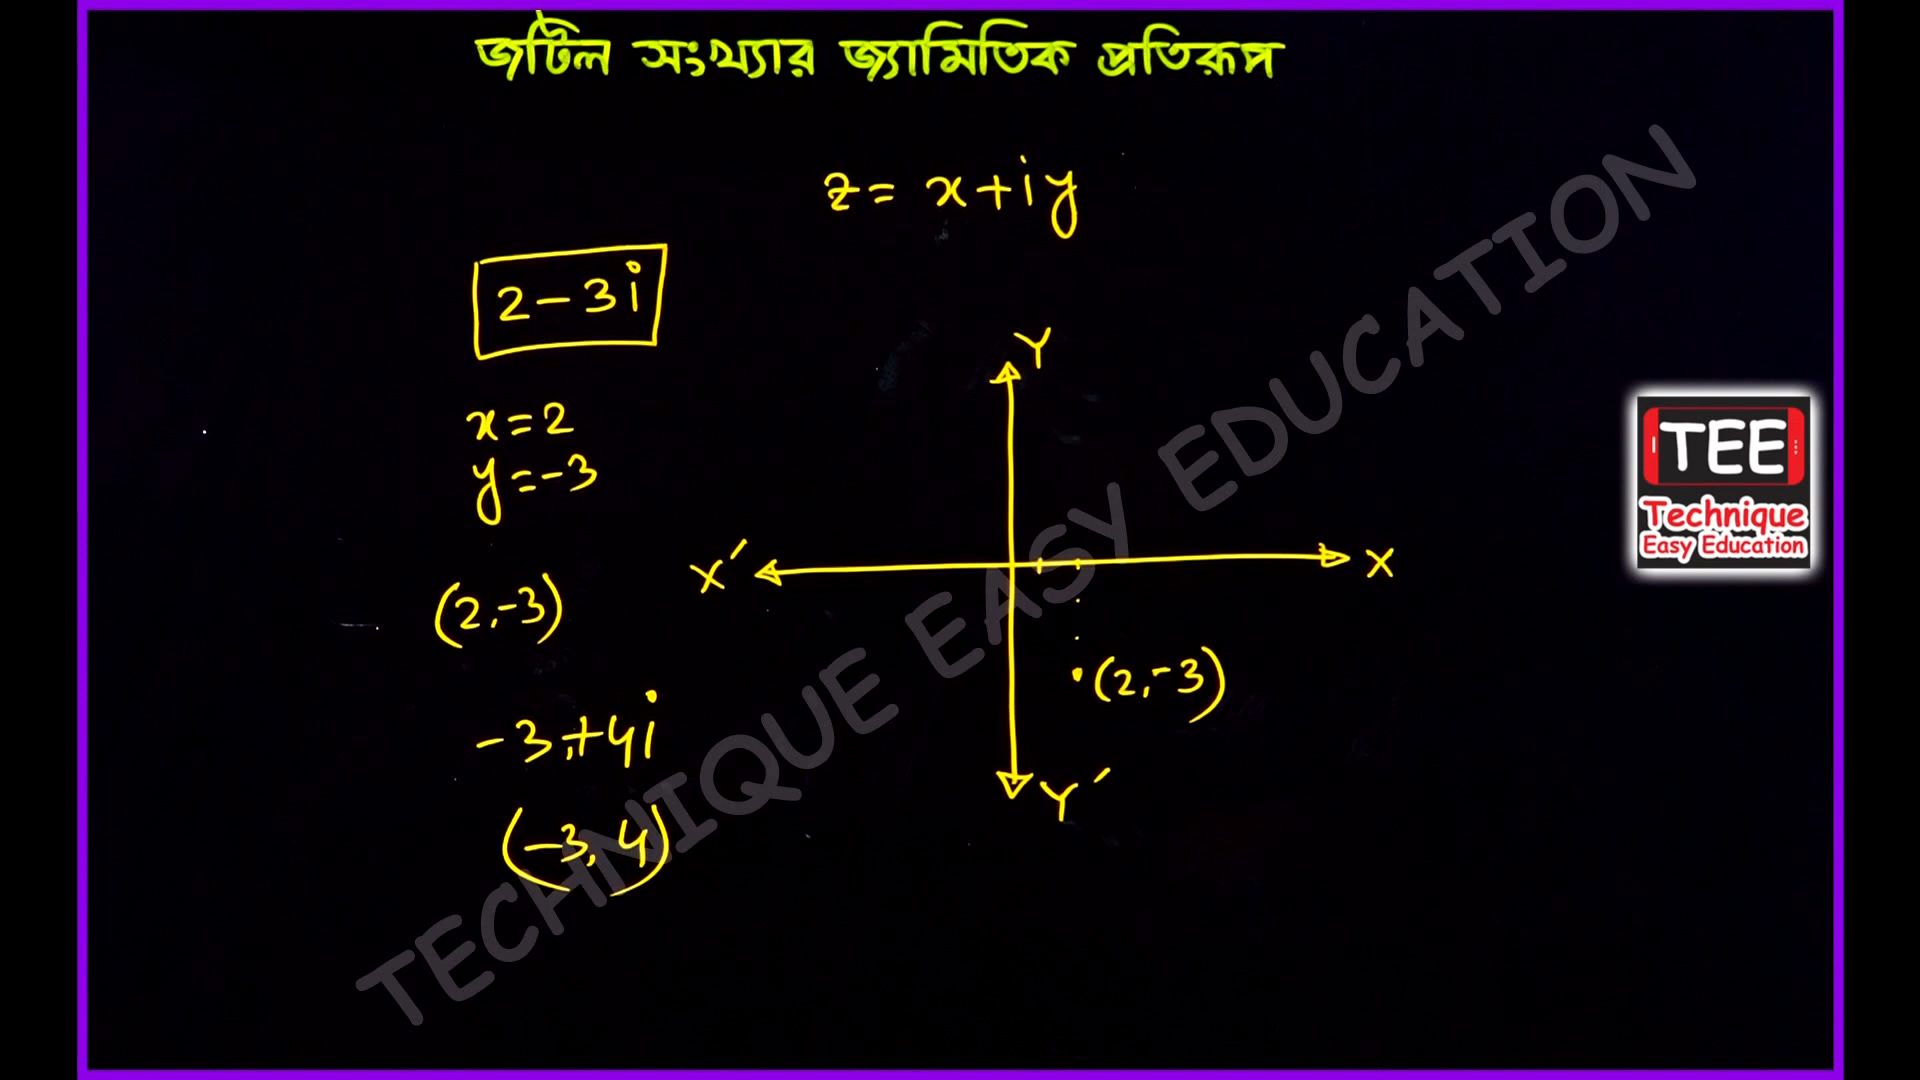 জটিল সংখ্যার জ্যামিতিক প্রতিরূপ
z = x+iy
2-3i
x=2
y=-3
(2,-3)
-3+4i
(-3,4)
Y
X'
X
(2,-3)
Y'
TEE
Technique
Easy Education
TECHNIQUE EASY EDUCATION